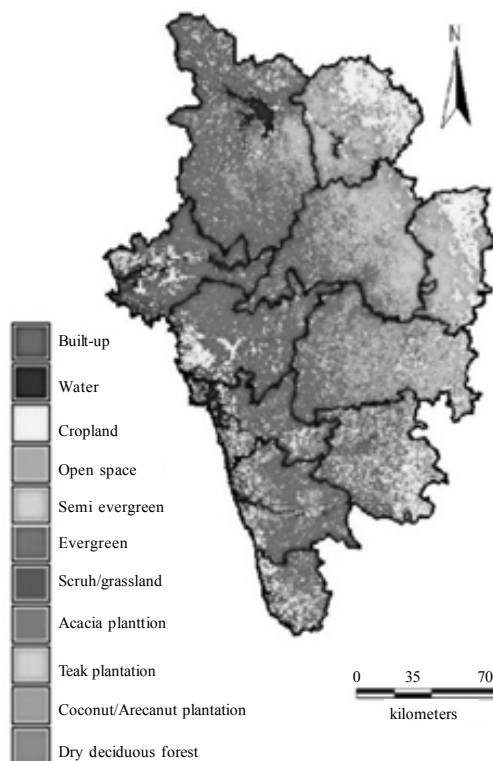 N
Built-up
Water
Cropland
Open space
Semi evergreen
Evergreen
Scruh/grassland
Acacia planttion
Teak plantation
Coconut/Arecanut plantation
Dry deciduous forest
0 35 70
kilometers